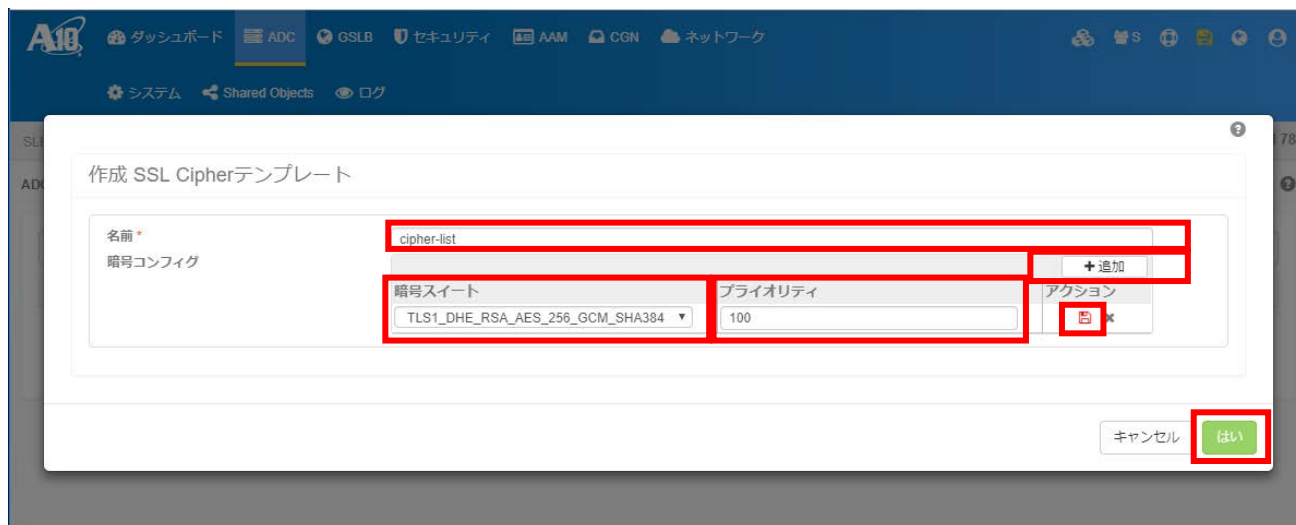 A10
ダッシュボード ADC GSLB セキュリティ AAM CGN ネットワーク S
システム Shared Objects ログ
SL 78
AD
作成 SSL Cipherテンプレート
名前* cipher-list
暗号コンフィグ +追加
暗号スイート プライオリティ アクション
TLS1_DHE_RSA_AES_256_GCM_SHA384 100
キャンセル はい